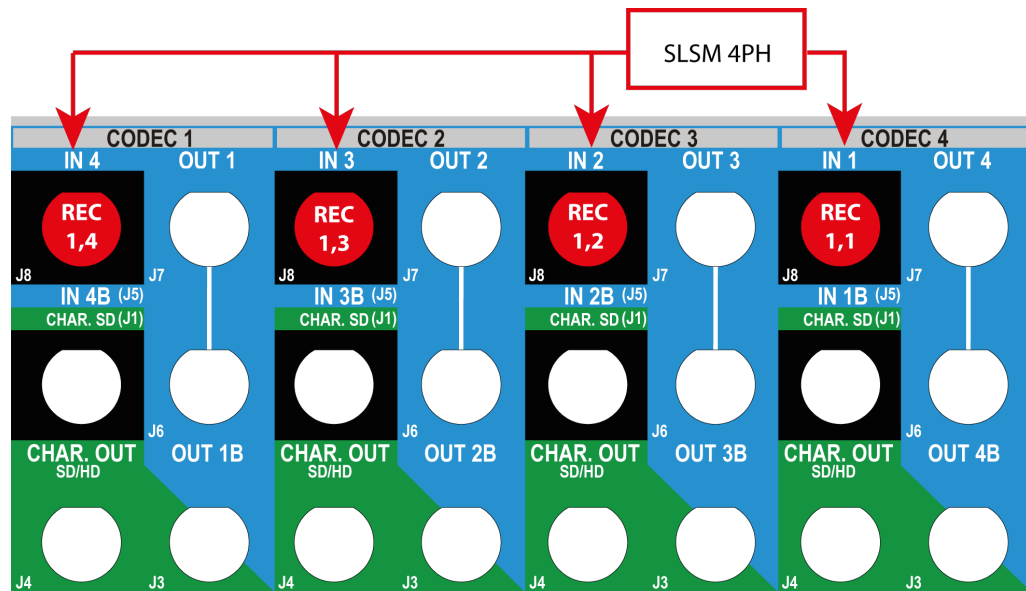 SLSM 4PH
CODEC 1 CODEC 2 CODEC 3 CODEC 4
IN 4 OUT 1 IN 3 OUT 2 IN 2 OUT 3 IN 1 OUT 4
REC 1,4 REC 1,3 REC 1,2 REC 1,1
J8 J7 J8 J7 J8 J7 J8 J7
IN 4B (J5) IN 3B (J5) IN 2B (J5) IN 1B (J5)
CHAR. SD (J1) CHAR. SD (J1) CHAR. SD (J1) CHAR. SD (J1)
J6 J6 J6 J6
CHAR. OUT OUT 1B CHAR. OUT OUT 2B CHAR. OUT OUT 3B CHAR. OUT OUT 4B
SD/HD SD/HD SD/HD SD/HD
J4 J3 J4 J3 J4 J3 J4 J3